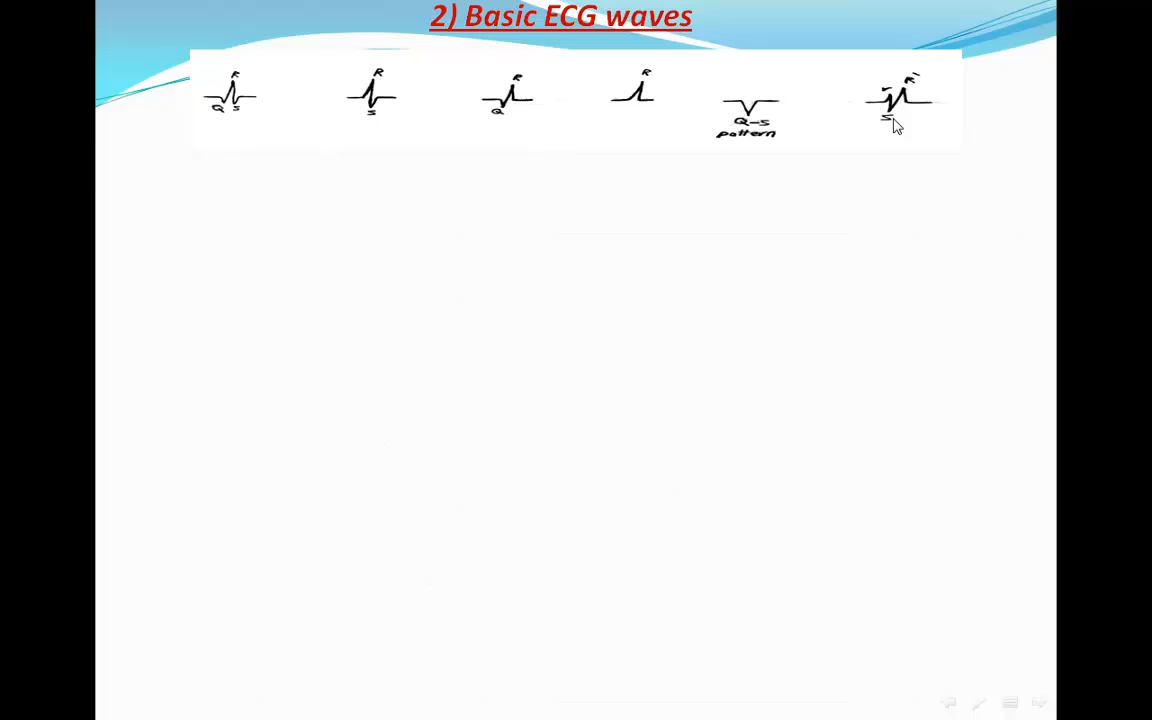 2) Basic ECG waves
R R R R r R`
Q S S Q Q-S S
pattern